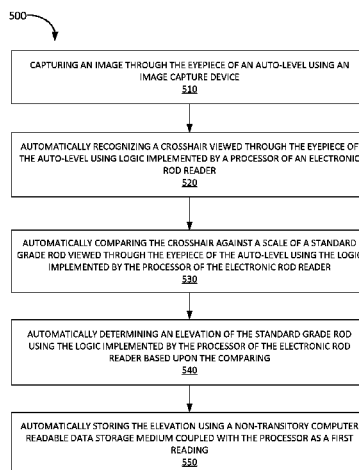 500
CAPTURING AN IMAGE THROUGH THE EYEPIECE OF AN AUTO-LEVEL USING AN
IMAGE CAPTURE DEVICE
510
AUTOMATICALLY RECOGNIZING A CROSSHAIR VIEWED THROUGH THE EYEPIECE OF
THE AUTO-LEVEL USING LOGIC IMPLEMENTED BY A PROCESSOR OF AN ELECTRONIC
ROD READER
520
AUTOMATICALLY COMPARING THE CROSSHAIR AGAINST A SCALE OF A STANDARD
GRADE ROD VIEWED THROUGH THE EYEPIECE OF THE AUTO-LEVEL USING THE LOGIC
IMPLEMENTED BY THE PROCESSOR OF THE ELECTRONIC ROD READER
530
AUTOMATICALLY DETERMINING AN ELEVATION OF THE STANDARD GRADE ROD
USING THE LOGIC IMPLEMENTED BY THE PROCESSOR OF THE ELECTRONIC ROD
READER BASED UPON THE COMPARING
540
AUTOMATICALLY STORING THE ELEVATION USING A NON-TRANSITORY COMPUTER
READABLE DATA STORAGE MEDIUM COUPLED WITH THE PROCESSOR AS A FIRST
READING
550